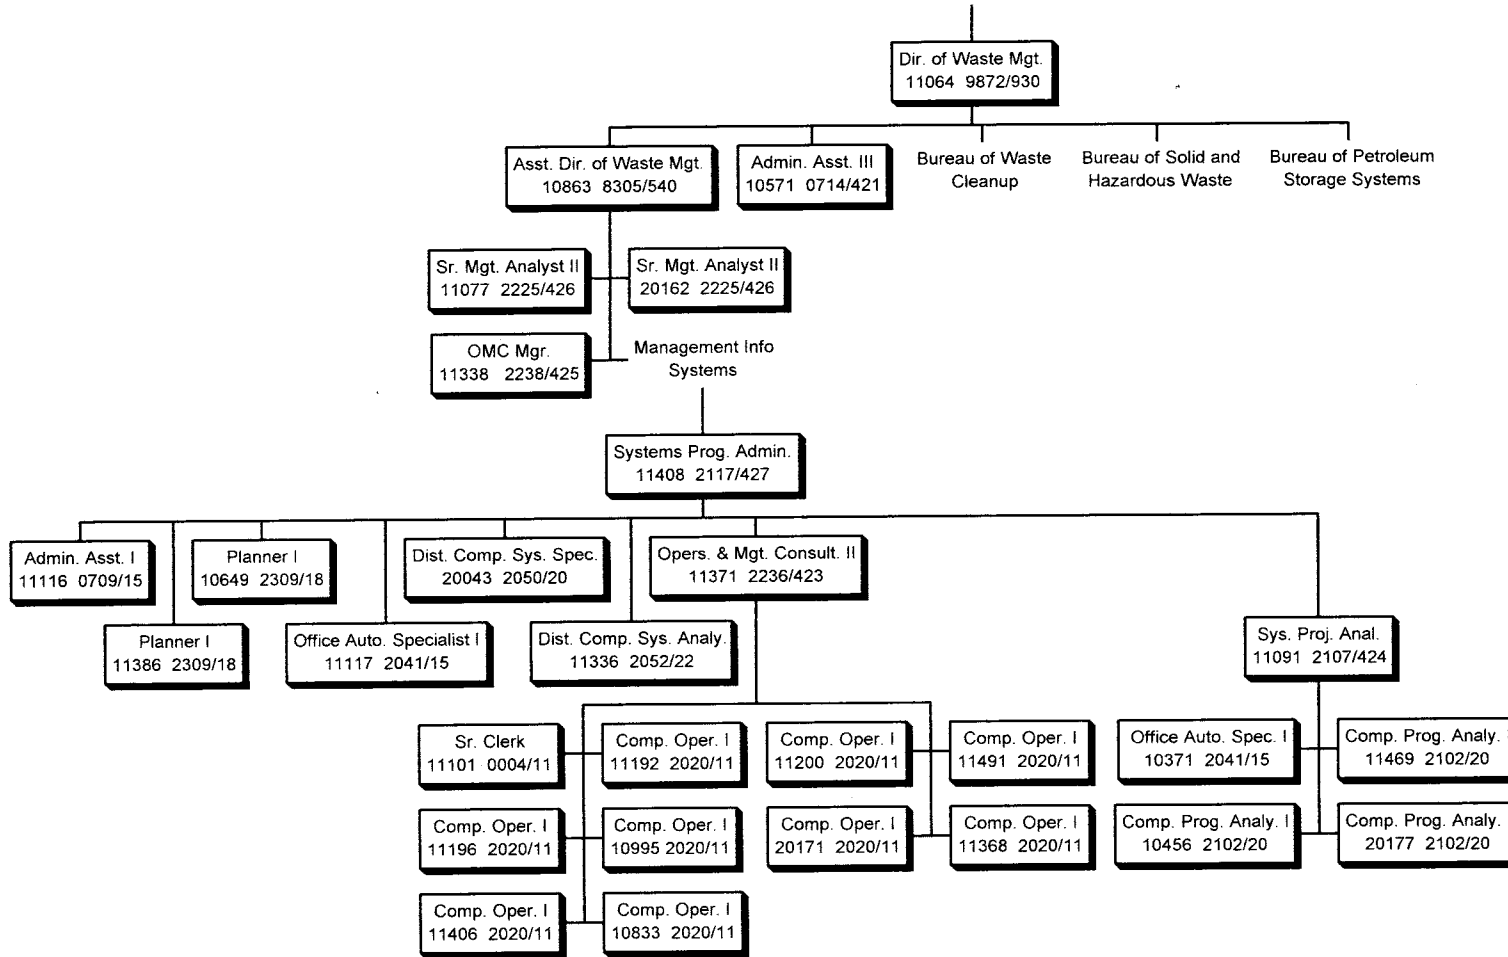 Dir. of Waste Mgt.
11064 9872/930
Asst. Dir. of Waste Mgt.
10863 8305/540
Admin. Asst. III
10571 0714/421
Bureau of Waste
Cleanup
Bureau of Solid and
Hazardous Waste
Bureau of Petroleum
Storage Systems
Sr. Mgt. Analyst II
11077 2225/426
Sr. Mgt. Analyst II
20162 2225/426
OMC Mgr.
11338 2238/425
Management Info
Systems
Systems Prog. Admin.
11408 2117/427
Admin. Asst. I
11116 0709/15
Planner I
10649 2309/18
Dist. Comp. Sys. Spec.
20043 2050/20
Opers. & Mgt. Consult. II
11371 2236/423
Planner I
11386 2309/18
Office Auto. Specialist I
11117 2041/15
Dist. Comp. Sys. Analy.
11336 2052/22
Sys. Proj. Anal.
11091 2107/424
Sr. Clerk
11101 0004/11
Comp. Oper. I
11192 2020/11
Comp. Oper. I
11200 2020/11
Comp. Oper. I
11491 2020/11
Office Auto. Spec. I
10371 2041/15
Comp. Prog. Analy.
11469 2102/20
Comp. Oper. I
11196 2020/11
Comp. Oper. I
10995 2020/11
Comp. Oper. I
20171 2020/11
Comp. Oper. I
11368 2020/11
Comp. Prog. Analy. I
10456 2102/20
Comp. Prog. Analy.
20177 2102/20
Comp. Oper. I
11406 2020/11
Comp. Oper. I
10833 2020/11